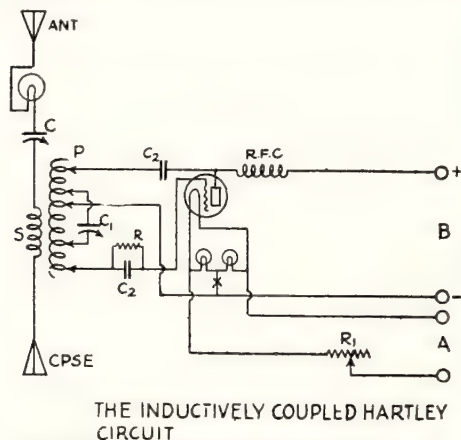 ANT
C
P
C2
R.F.C
+
S
C1
B
R
C2
−
A
R1
CPSE
THE INDUCTIVELY COUPLED HARTLEY
CIRCUIT